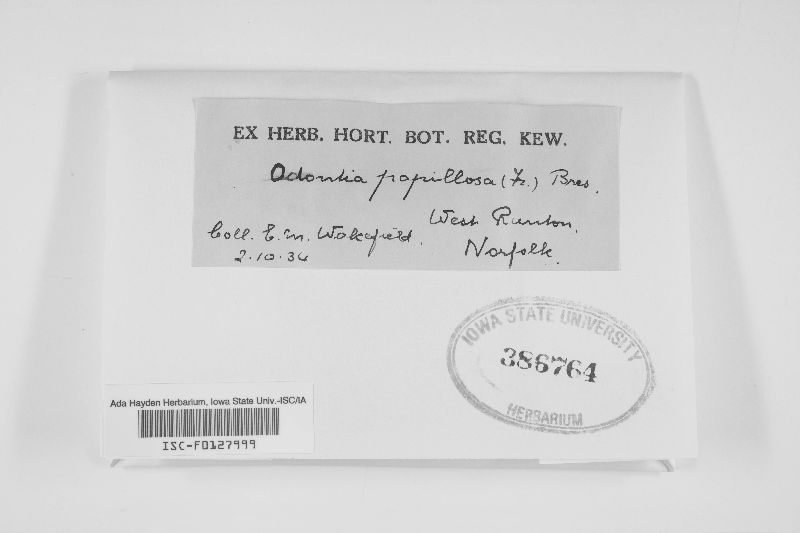 EX HERB. HORT. BOT. REG. KEW.
Odontia papillosa (Fr.) Bres.
West Runton,
Norfolk.
Coll. E. M. Wakefield.
2.10.34
IOWA STATE UNIVERSITY
386764
HERBARIUM
Ada Hayden Herbarium, Iowa State Univ.-ISC/IA
ISC-F0127999